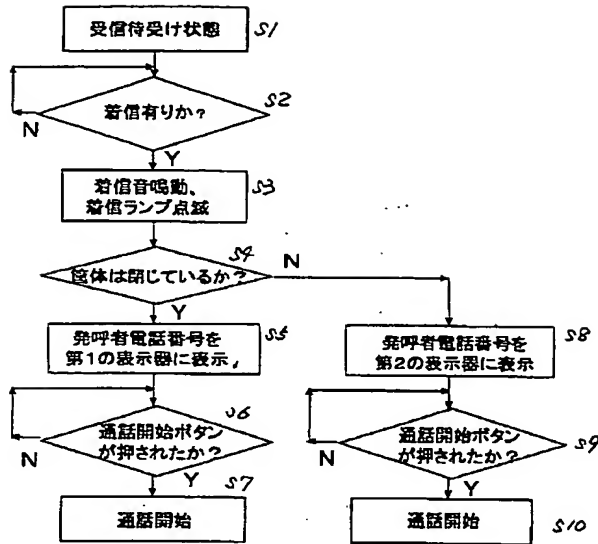 受信待受け状態 S1
着信有りか? S2
N
Y
着信音鳴動、 S3
着信ランプ点滅
筐体は閉じているか? S4
N
Y
発呼者電話番号を S5
第1の表示器に表示
発呼者電話番号を S8
第2の表示器に表示
通話開始ボタン S6
が押されたか?
N
Y
通話開始ボタン S9
が押されたか?
N
Y
通話開始 S7
通話開始 S10